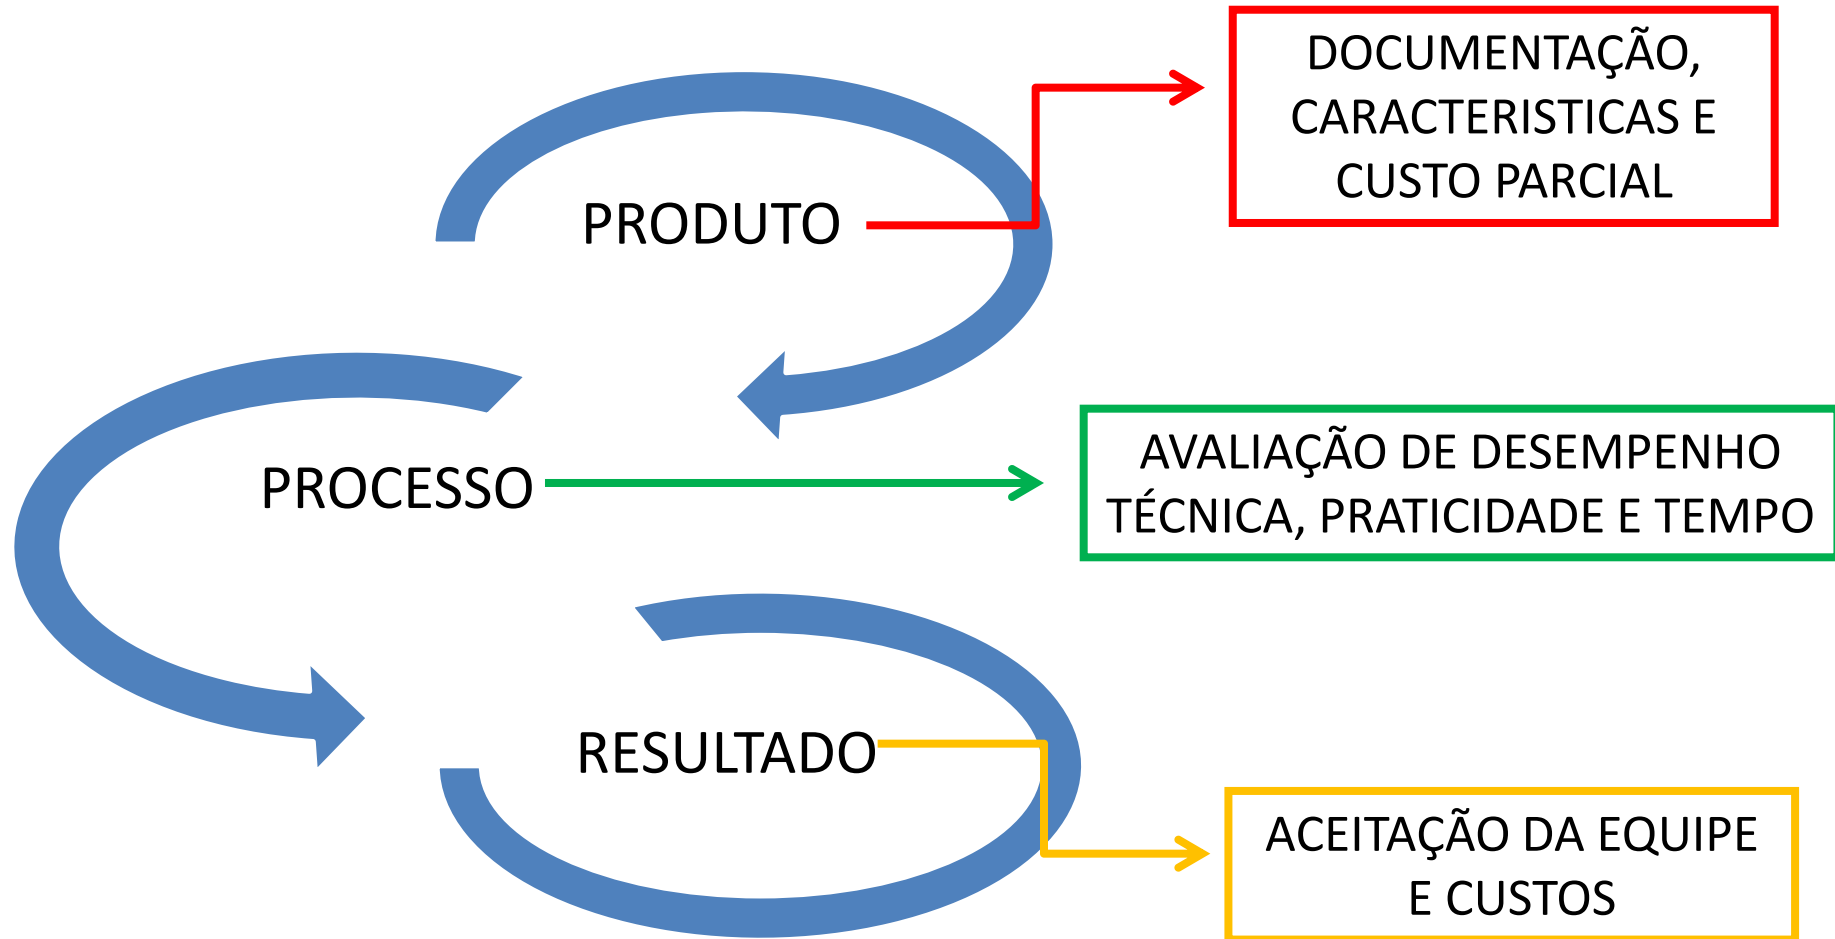 DOCUMENTAÇÃO,
CARACTERISTICAS E
CUSTO PARCIAL
PRODUTO
AVALIAÇÃO DE DESEMPENHO
TÉCNICA, PRATICIDADE E TEMPO
PROCESSO
RESULTADO
ACEITAÇÃO DA EQUIPE
E CUSTOS